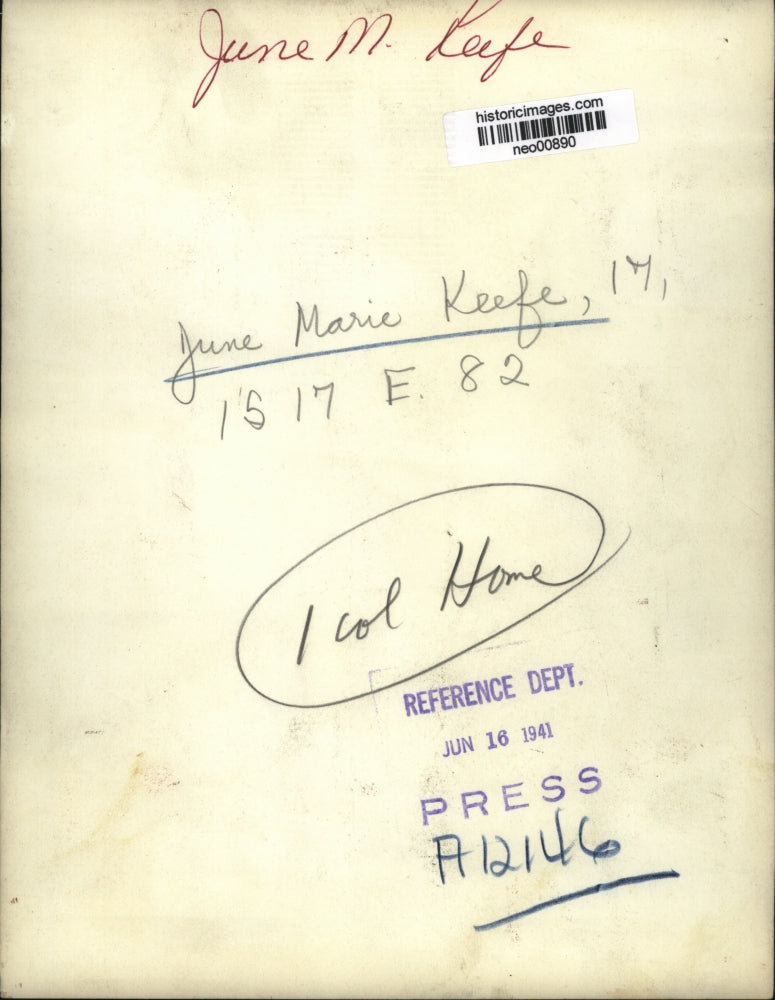 June M. Keefe
historicimages.com
neo00890
June Marie Keefe, 17,
1517 E. 82
1 col Home
REFERENCE DEPT.
JUN 16 1941
PRESS
A12146